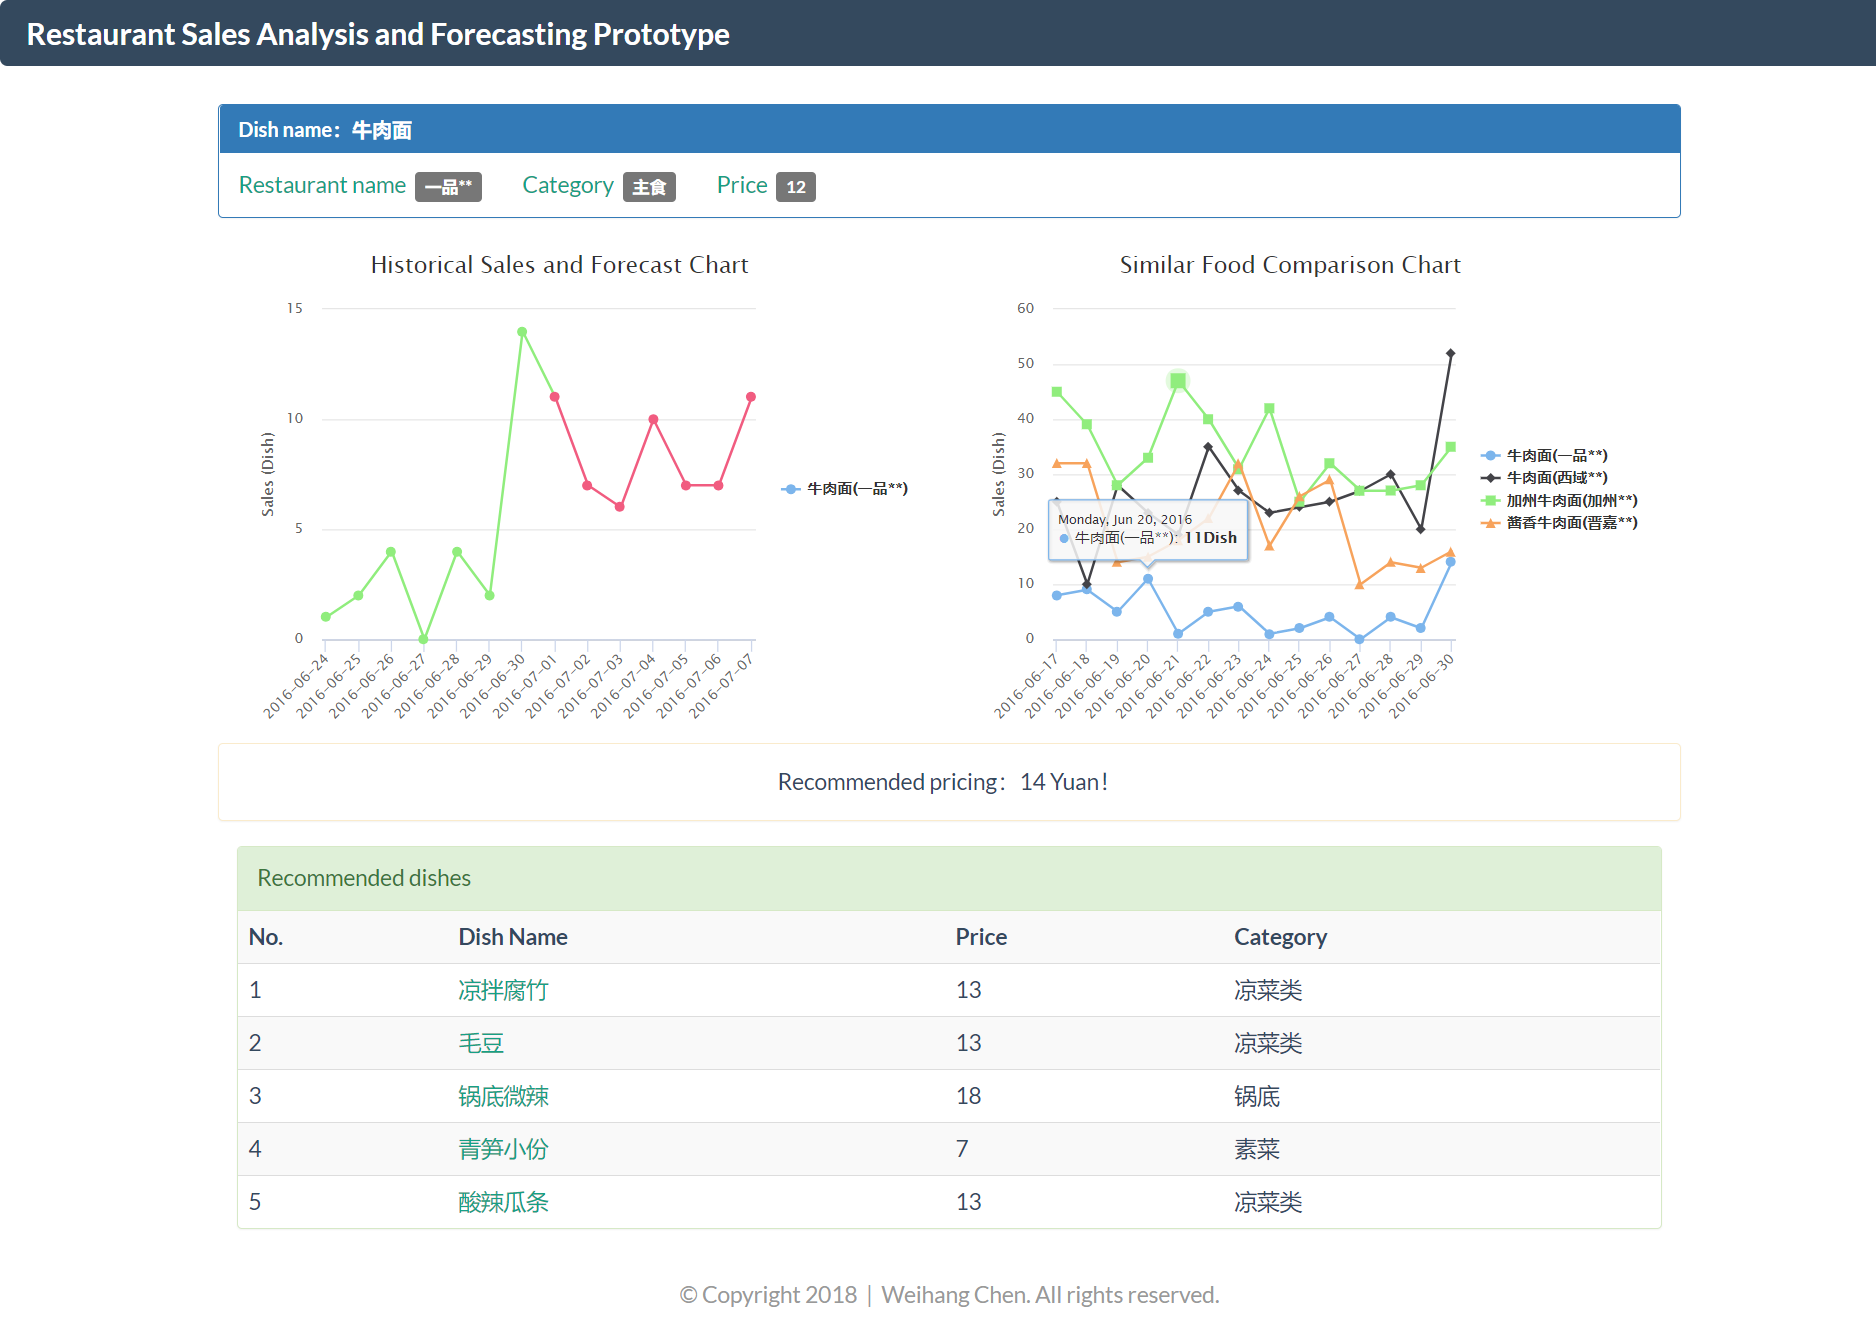 Restaurant Sales Analysis and Forecasting Prototype
Dish name：牛肉面
Restaurant name 一品** Category 主食 Price 12
Historical Sales and Forecast Chart
15
10
5
0
Sales (Dish)
2016-06-24
2016-06-25
2016-06-26
2016-06-27
2016-06-28
2016-06-29
2016-06-30
2016-07-01
2016-07-02
2016-07-03
2016-07-04
2016-07-05
2016-07-06
2016-07-07
牛肉面(一品**)
Similar Food Comparison Chart
60
50
40
30
20
10
0
Sales (Dish)
Monday, Jun 20, 2016
牛肉面(一品**): 11Dish
2016-06-17
2016-06-18
2016-06-19
2016-06-20
2016-06-21
2016-06-22
2016-06-23
2016-06-24
2016-06-25
2016-06-26
2016-06-27
2016-06-28
2016-06-29
2016-06-30
牛肉面(一品**)
牛肉面(西域**)
加州牛肉面(加州**)
酱香牛肉面(晋嘉**)
Recommended pricing：14 Yuan！
Recommended dishes
No. Dish Name Price Category
1 凉拌腐竹 13 凉菜类
2 毛豆 13 凉菜类
3 锅底微辣 18 锅底
4 青笋小份 7 素菜
5 酸辣瓜条 13 凉菜类
© Copyright 2018 | Weihang Chen. All rights reserved.